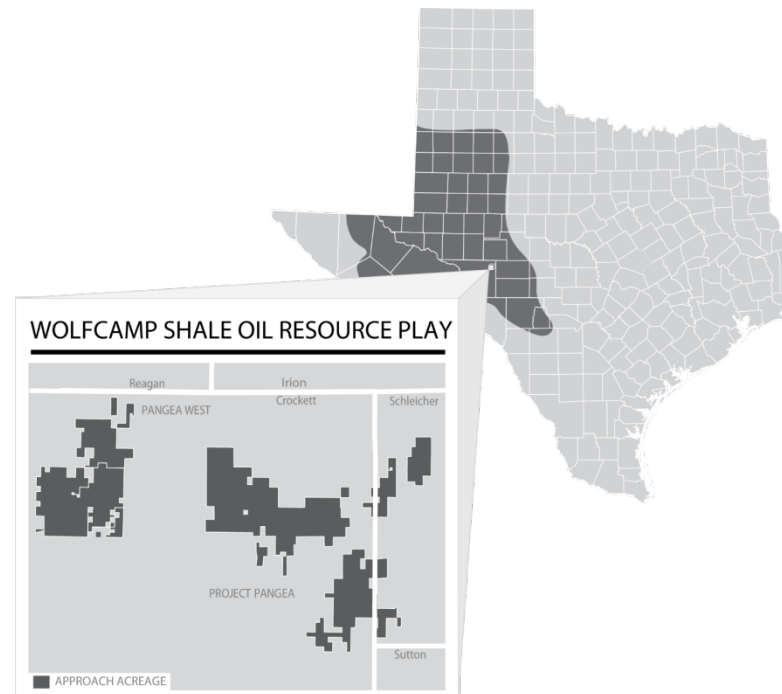 WOLFCAMP SHALE OIL RESOURCE PLAY
Reagan
Irion
Crockett
Schleicher
PANGEA WEST
PROJECT PANGEA
Sutton
APPROACH ACREAGE